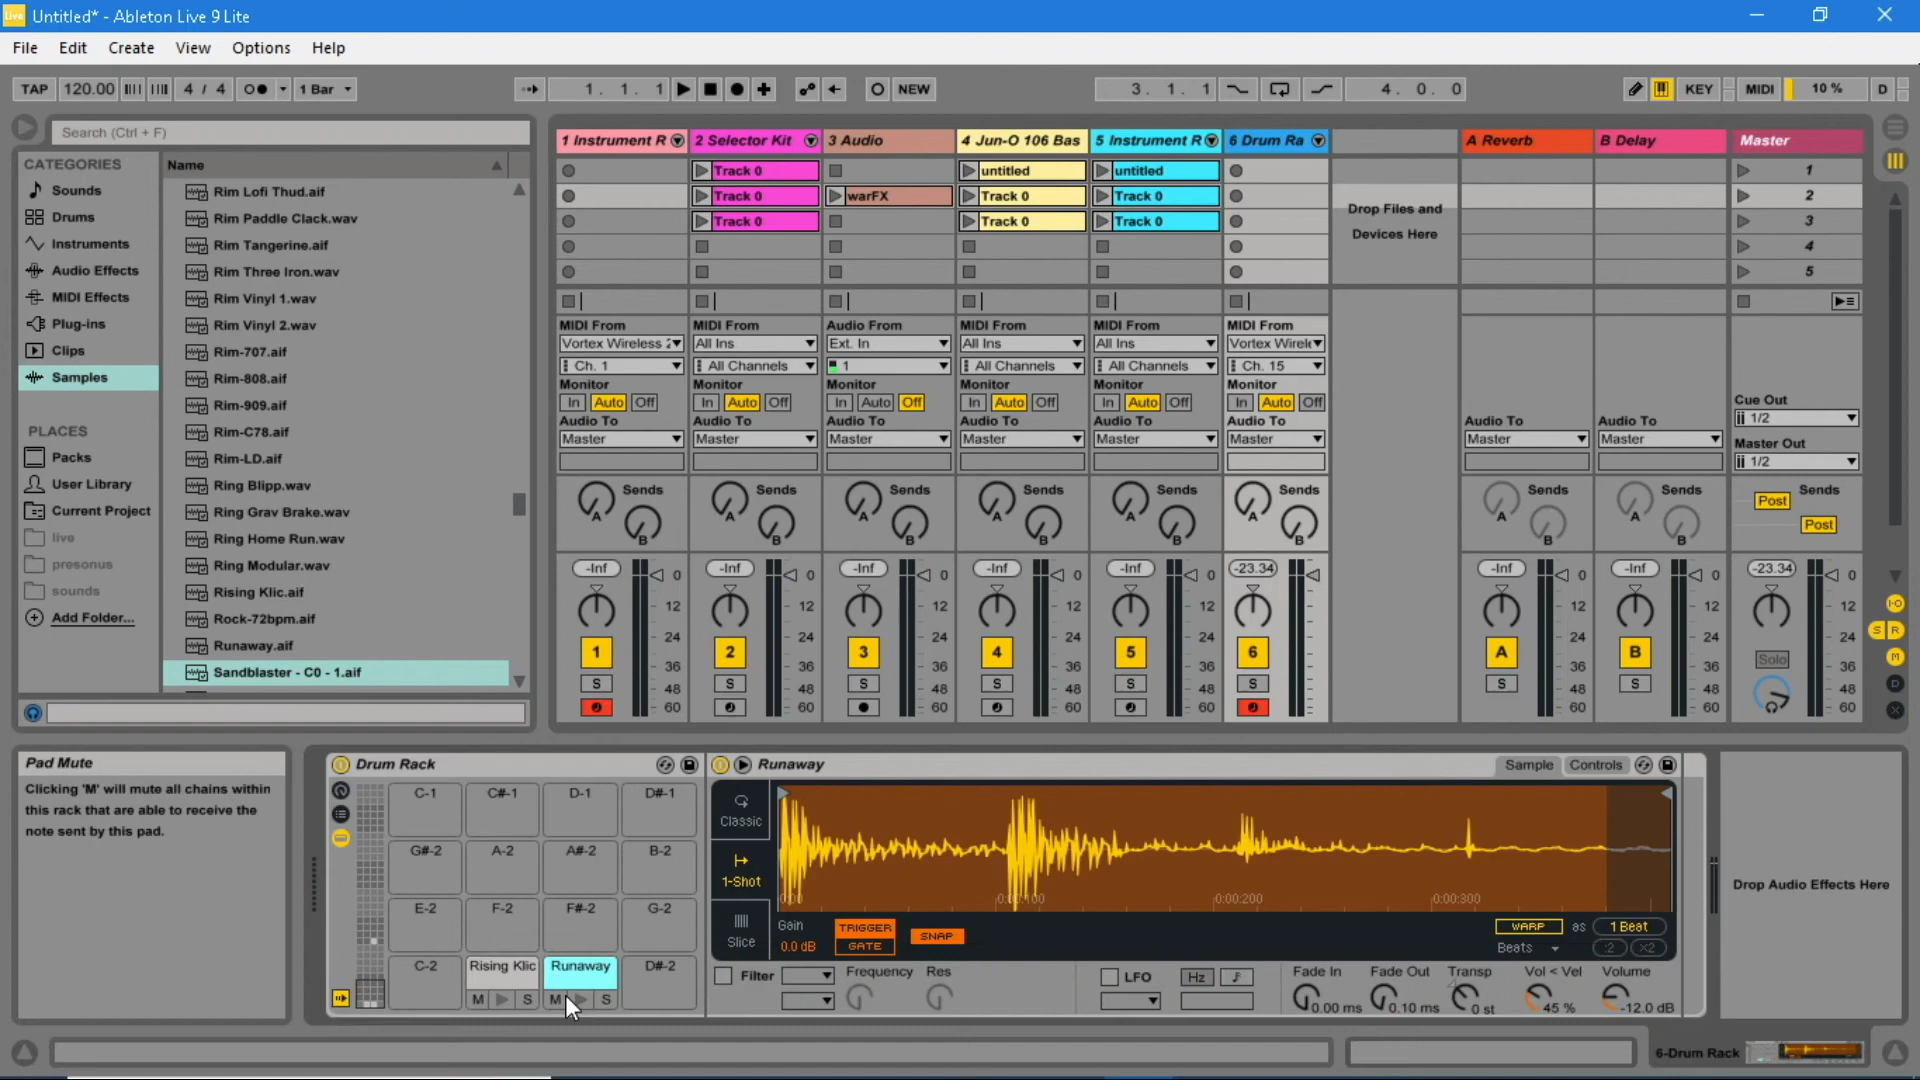 Live Untitled* - Ableton Live 9 Lite
File Edit Create View Options Help
TAP 120.00 4 / 4 1 Bar 1. 1. 1 NEW 3. 1. 1 4. 0. 0 KEY MIDI 10 % D
Search (Ctrl + F)
CATEGORIES
Sounds
Drums
Instruments
Audio Effects
MIDI Effects
Plug-ins
Clips
Samples
PLACES
Packs
User Library
Current Project
live
presonus
sounds
Add Folder...
Name
Rim Lofi Thud.aif
Rim Paddle Clack.wav
Rim Tangerine.aif
Rim Three Iron.wav
Rim Vinyl 1.wav
Rim Vinyl 2.wav
Rim-707.aif
Rim-808.aif
Rim-909.aif
Rim-C78.aif
Rim-LD.aif
Ring Blipp.wav
Ring Grav Brake.wav
Ring Home Run.wav
Ring Modular.wav
Rising Klic.aif
Rock-72bpm.aif
Runaway.aif
Sandblaster - C0 - 1.aif
1 Instrument R 2 Selector Kit 3 Audio 4 Jun-O 106 Bas 5 Instrument R 6 Drum Ra A Reverb B Delay Master
Track 0 untitled untitled 1
Track 0 warFX Track 0 Track 0 2
Track 0 Track 0 Track 0 3
4
5
Drop Files and
Devices Here
MIDI From MIDI From Audio From MIDI From MIDI From MIDI From
Vortex Wireless 2 All Ins Ext. In All Ins All Ins Vortex Wirele
Ch. 1 All Channels 1 All Channels All Channels Ch. 15
Monitor Monitor Monitor Monitor Monitor Monitor
In Auto Off In Auto Off In Auto Off In Auto Off In Auto Off In Auto Off
Audio To Audio To Audio To Audio To Audio To Audio To Audio To Audio To
Master Master Master Master Master Master Master Master
Cue Out
1/2
Master Out
1/2
Sends Sends Sends Sends Sends Sends Sends Sends Sends
A A A A A A A A Post
B B B B B B B B Post
-Inf -Inf -Inf -Inf -Inf -23.34 -Inf -Inf -23.34
0 0 0 0 0 0 0 0
12 12 12 12 12 12 12 12
24 24 24 24 24 24 24 24
1 2 3 4 5 6 A B Solo
36 36 36 36 36 36 36 36
S S S S S S S S
48 48 48 48 48 48 48 48
60 60 60 60 60 60 60 60
I-O
S R
M
D
X
Pad Mute
Clicking 'M' will mute all chains within
this rack that are able to receive the
note sent by this pad.
Drum Rack
C-1 C#-1 D-1 D#-1
G#-2 A-2 A#-2 B-2
E-2 F-2 F#-2 G-2
C-2 Rising Klic Runaway D#-2
M S M S
Runaway Sample Controls
Classic
1-Shot
Slice
0:00:100 0:00:200 0:00:300
Gain TRIGGER SNAP WARP as 1 Beat
0.0 dB GATE Beats :2 x2
Filter Frequency Res LFO Hz Fade In Fade Out Transp Vol < Vel Volume
0.00 ms 0.10 ms 0 st 45 % -12.0 dB
Drop Audio Effects Here
6-Drum Rack